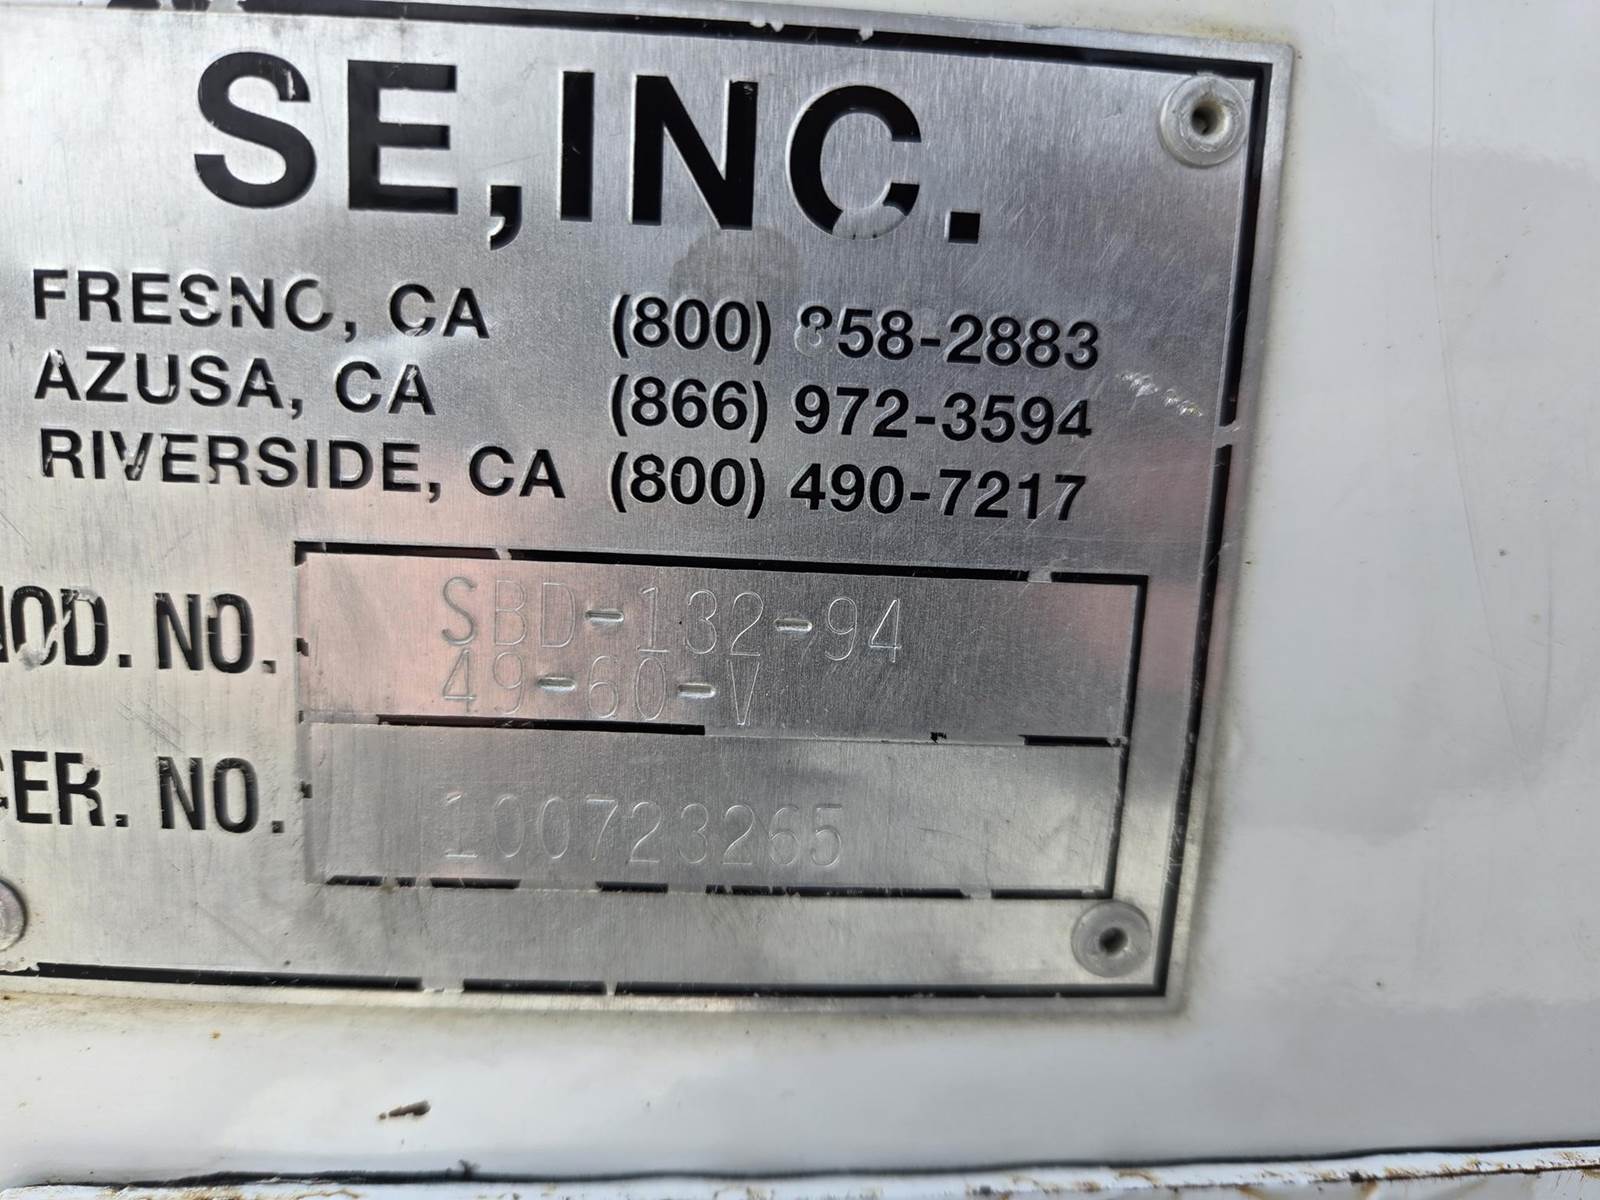 SE, INC.
FRESNO, CA (800) 858-2883
AZUSA, CA (866) 972-3594
RIVERSIDE, CA (800) 490-7217
MOD. NO. SBD-132-94
49-60-V
SER. NO. 100723265